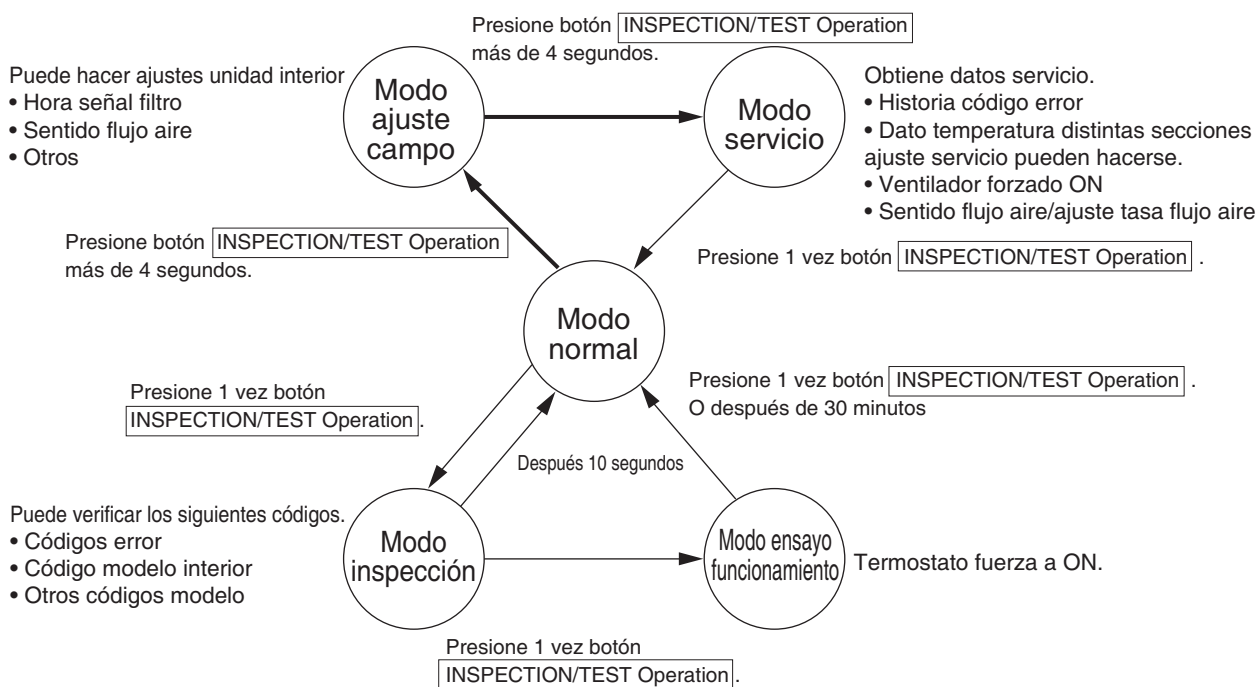 Presione botón INSPECTION/TEST Operation
más de 4 segundos.
Puede hacer ajustes unidad interior
• Hora señal filtro
• Sentido flujo aire
• Otros
Modo
ajuste
campo
Modo
servicio
Obtiene datos servicio.
• Historia código error
• Dato temperatura distintas secciones
ajuste servicio pueden hacerse.
• Ventilador forzado ON
• Sentido flujo aire/ajuste tasa flujo aire
Presione botón INSPECTION/TEST Operation
más de 4 segundos.
Presione 1 vez botón INSPECTION/TEST Operation .
Modo
normal
Presione 1 vez botón
INSPECTION/TEST Operation.
Presione 1 vez botón INSPECTION/TEST Operation .
O después de 30 minutos
Después 10 segundos
Puede verificar los siguientes códigos.
• Códigos error
• Código modelo interior
• Otros códigos modelo
Modo
inspección
Modo ensayo
funcionamiento
Termostato fuerza a ON.
Presione 1 vez botón
INSPECTION/TEST Operation.